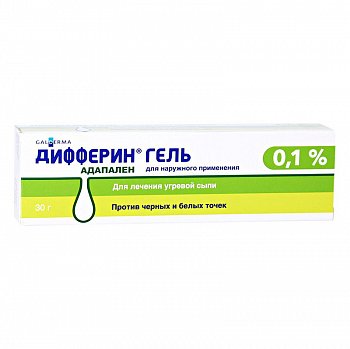 GALDERMA
ДИФФЕРИН® ГЕЛЬ
0,1 %
АДАПАЛЕН
для наружного применения
Для лечения угревой сыпи
30 г
Против черных и белых точек